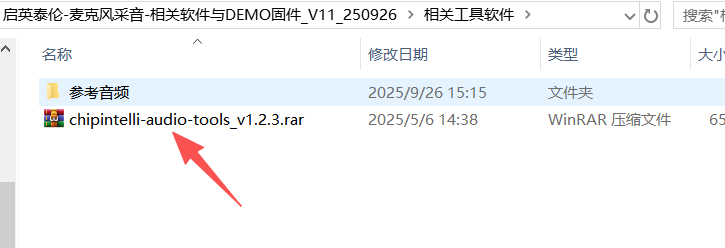 启英泰伦-麦克风采音-相关软件与DEMO固件_V11_250926 > 相关工具软件 > 搜索"相
名称 修改日期 类型 大小
参考音频 2025/9/26 15:15 文件夹
chipintelli-audio-tools_v1.2.3.rar 2025/5/6 14:38 WinRAR 压缩文件 65